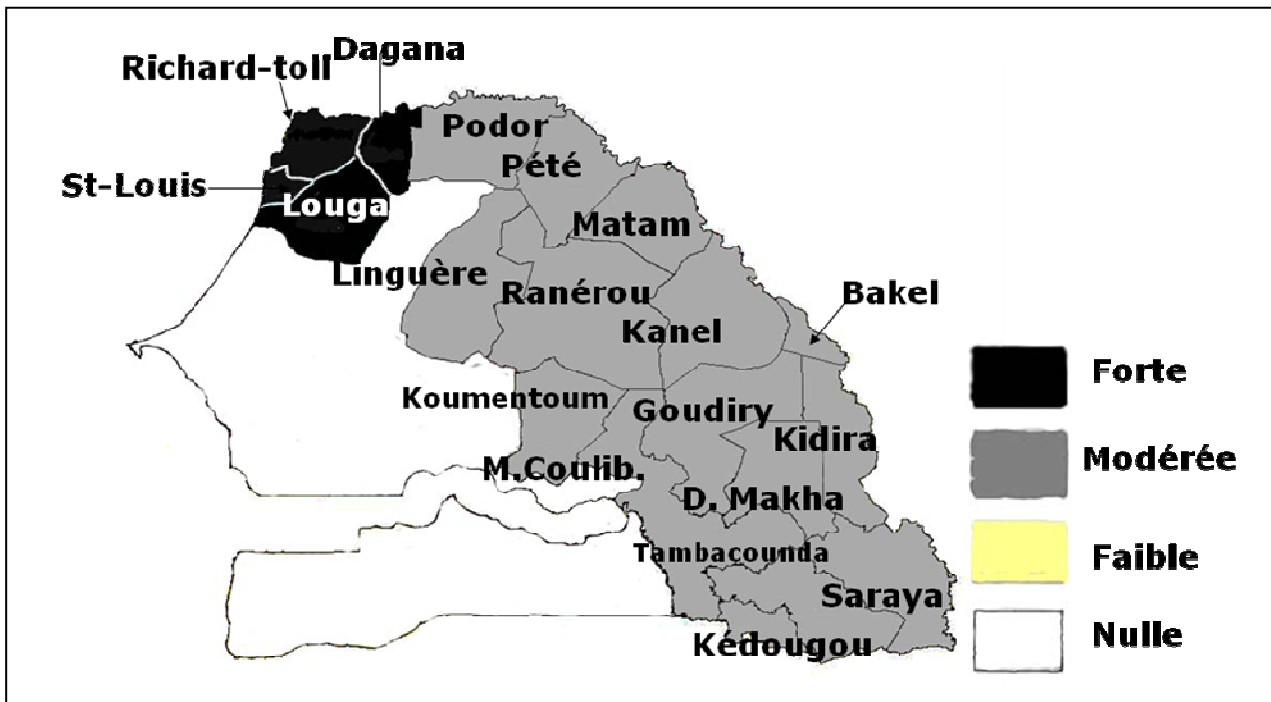 Dagana
Richard-toll
Podor
Pété
St-Louis
Louga
Matam
Linguère
Ranérou
Bakel
Kanel
Forte
Koumentoum
Goudiry
Kidira
Modérée
M.Coulib.
D. Makha
Tambacounda
Faible
Saraya
Nulle
Kédougou